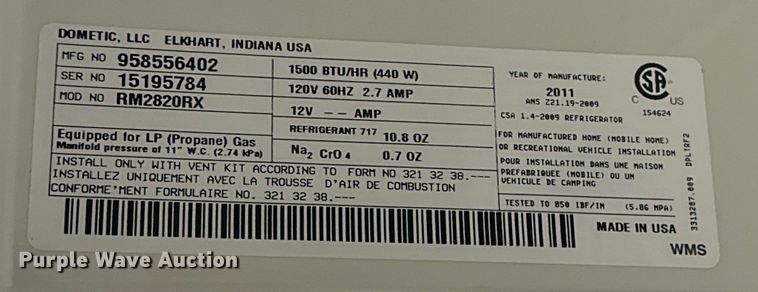 DOMETIC, LLC ELKHART, INDIANA USA
MFG NO 958556402
SER NO 15195784
MOD NO RM2820RX
Equipped for LP (Propane) Gas
Manifold pressure of 11" W.C. (2.74 kPa)
1500 BTU/HR (440 W)
120V 60HZ 2.7 AMP
12V -- AMP
REFRIGERANT 717 10.8 OZ
Na2 CrO4 0.7 OZ
INSTALL ONLY WITH VENT KIT ACCORDING TO FORM NO 321 32 38.---
INSTALLEZ UNIQUEMENT AVEC LA TROUSSE D'AIR DE COMBUSTION
CONFORME'MENT FORMULAIRE NO. 321 32 38.---
YEAR OF MANUFACTURE:
2011
ANS Z21.19-2009
CSA 1.4-2009 REFRIGERATOR
C US
154624
FOR MANUFACTURED HOME (MOBILE HOME)
OR RECREATIONAL VEHICLE INSTALLATION
POUR INSTALLATION DANS UNE MAISON
PREFABRIQUEE (MOBILE) OU UN
VEHICULE DE CAMPING
TESTED TO 850 IBF/IN (5.86 MPA)
MADE IN USA
WMS
3313287.009 DPLTRF2
Purple Wave Auction